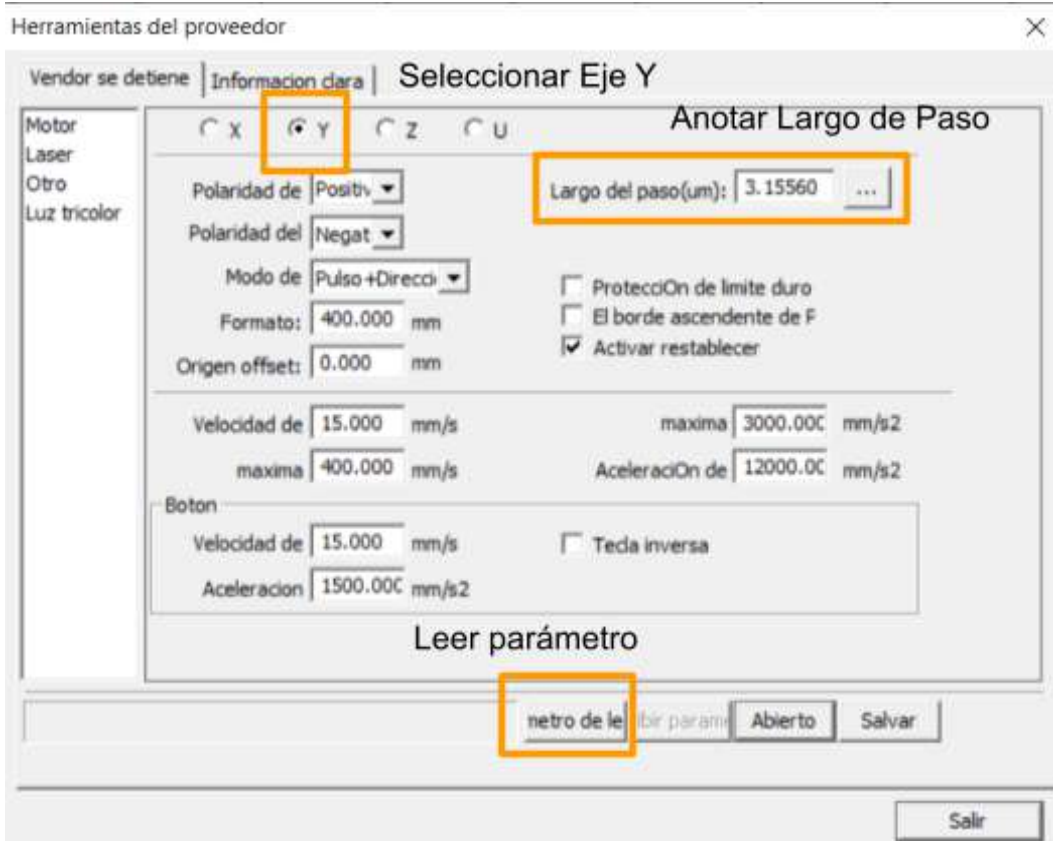 Herramientas del proveedor
Vendor se detiene Informacion clara Seleccionar Eje Y
Motor
Laser
Otro
Luz tricolor
X Y Z U Anotar Largo de Paso
Polaridad de Positiv Largo del paso(um): 3.15560 ...
Polaridad del Negat
Modo de Pulso+Direcci
ProtecciOn de limite duro
Formato: 400.000 mm El borde ascendente de F
Activar restablecer
Origen offset: 0.000 mm
Velocidad de 15.000 mm/s maxima 3000.00C mm/s2
maxima 400.000 mm/s AceleraciOn de 12000.0C mm/s2
Boton
Velocidad de 15.000 mm/s Tecla inversa
Aceleracion 1500.00C mm/s2
Leer parámetro
netro de le ibir parame Abierto Salvar
Salir